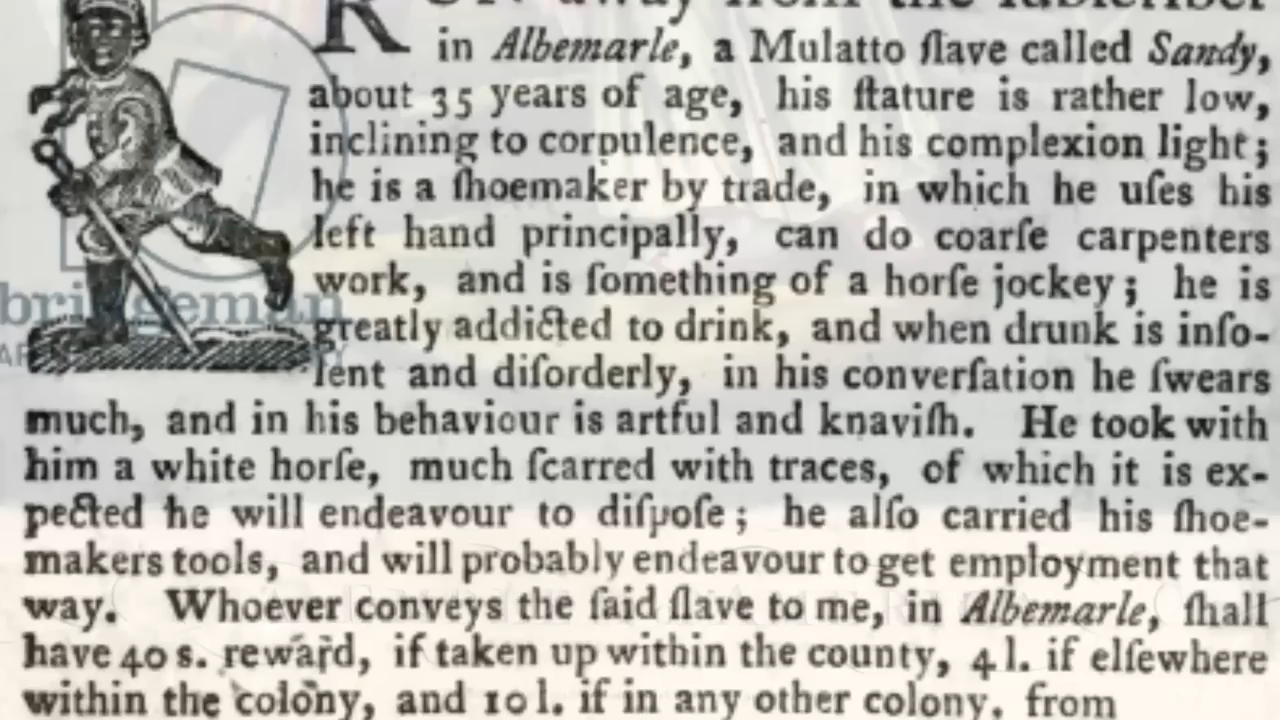 RUN away from the subscriber
in Albemarle, a Mulatto ſlave called Sandy,
about 35 years of age, his ſtature is rather low,
inclining to corpulence, and his complexion light;
he is a ſhoemaker by trade, in which he uſes his
left hand principally, can do coarſe carpenters
work, and is ſomething of a horſe jockey; he is
greatly addicted to drink, and when drunk is inſo-
lent and diſorderly, in his converſation he ſwears
much, and in his behaviour is artful and knaviſh. He took with
him a white horſe, much ſcarred with traces, of which it is ex-
pected he will endeavour to diſpoſe; he alſo carried his ſhoe-
makers tools, and will probably endeavour to get employment that
way. Whoever conveys the ſaid ſlave to me, in Albemarle, ſhall
have 40 s. reward, if taken up within the county, 4 l. if elſewhere
within the colony, and 10 l. if in any other colony, from
bridgeman